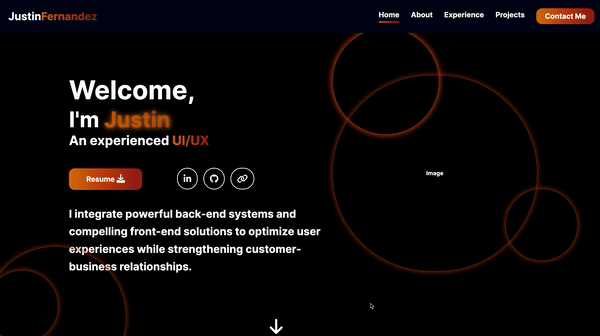 JustinFernandez
Home About Experience Projects Contact Me
Welcome,
I'm Justin
An experienced UI/UX
Resume
in
I integrate powerful back-end systems and
compelling front-end solutions to optimize user
experiences while strengthening customer-
business relationships.
Image